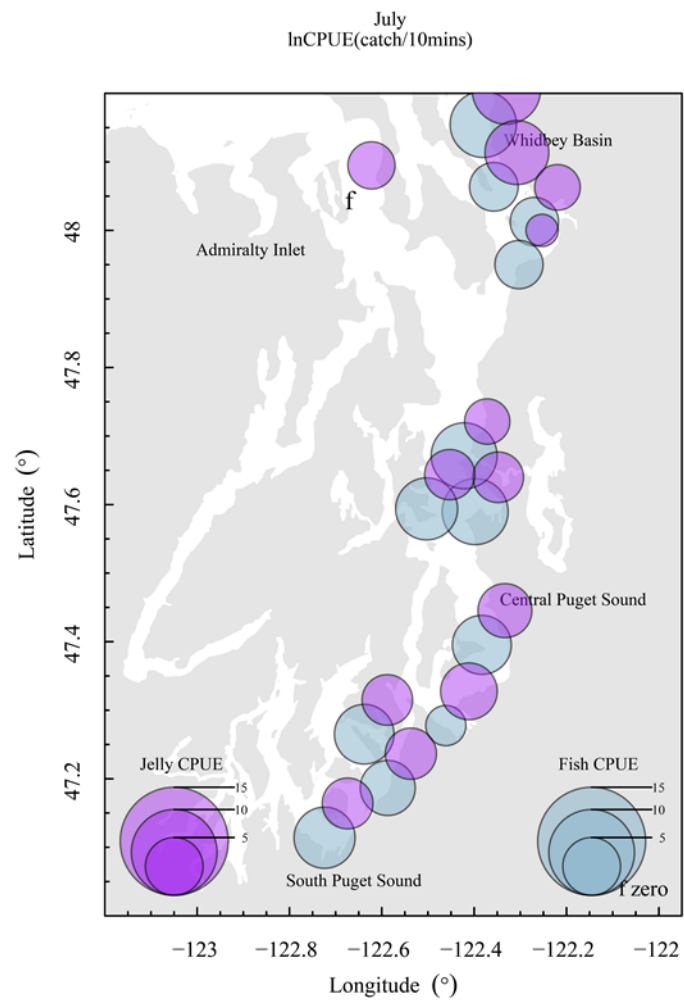 July
lnCPUE(catch/10mins)
Whidbey Basin
f
Admiralty Inlet
48
47.8
47.6
47.4
47.2
Latitude (°)
Central Puget Sound
Jelly CPUE
15
10
5
Fish CPUE
15
10
5
f zero
South Puget Sound
−123
−122.8
−122.6
−122.4
−122.2
−122
Longitude (°)